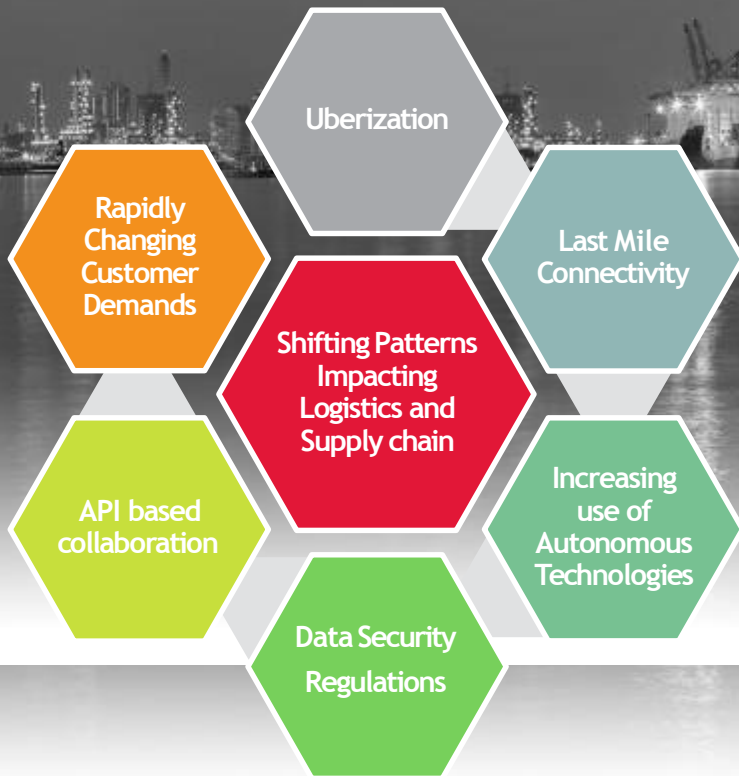 Uberization
Rapidly
Changing
Customer
Demands
Last Mile
Connectivity
Shifting Patterns
Impacting
Logistics and
Supply chain
API based
collaboration
Increasing
use of
Autonomous
Technologies
Data Security
Regulations